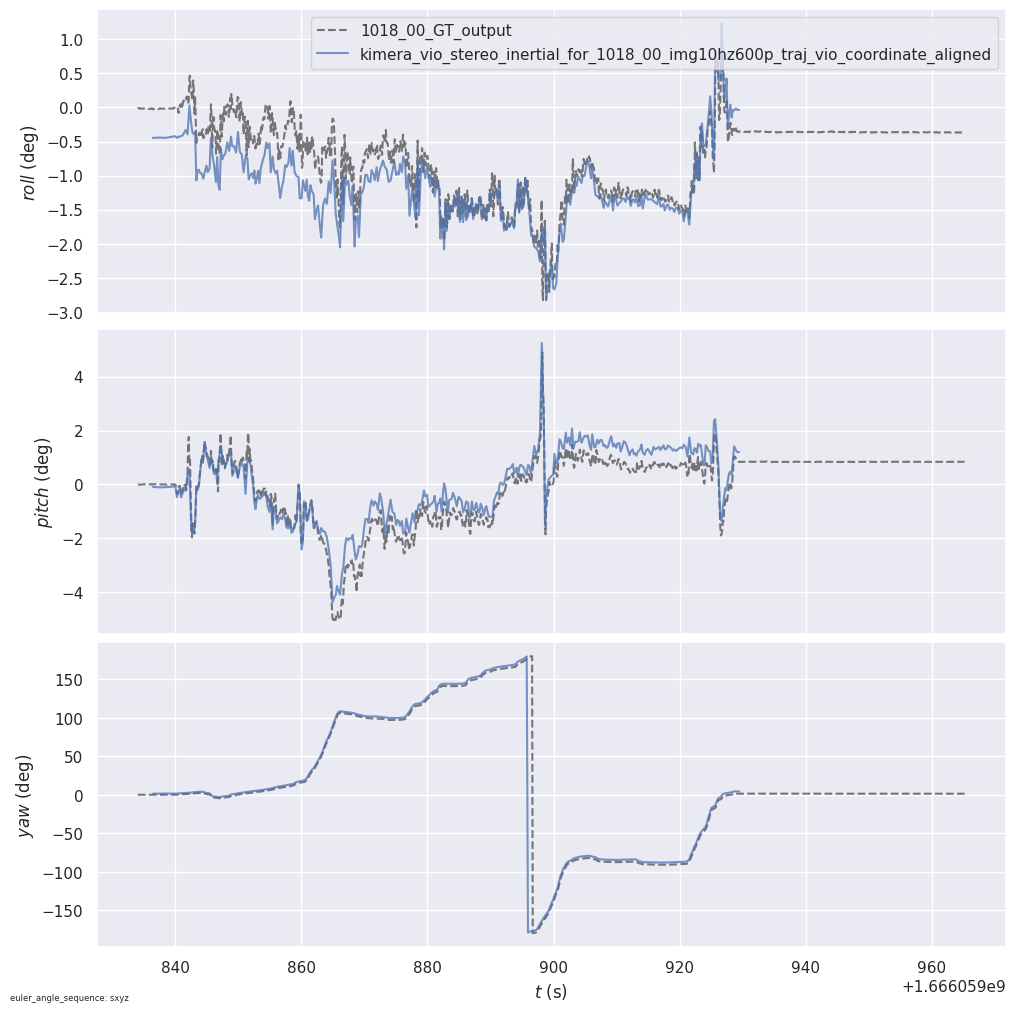 1018_00_GT_output
kimera_vio_stereo_inertial_for_1018_00_img10hz600p_traj_vio_coordinate_aligned
1.0
0.5
0.0
−0.5
−1.0
−1.5
−2.0
−2.5
−3.0
roll (deg)
4
2
0
−2
−4
pitch (deg)
150
100
50
0
−50
−100
−150
yaw (deg)
840 860 880 900 920 940 960
t (s)
+1.666059e9
euler_angle_sequence: sxyz